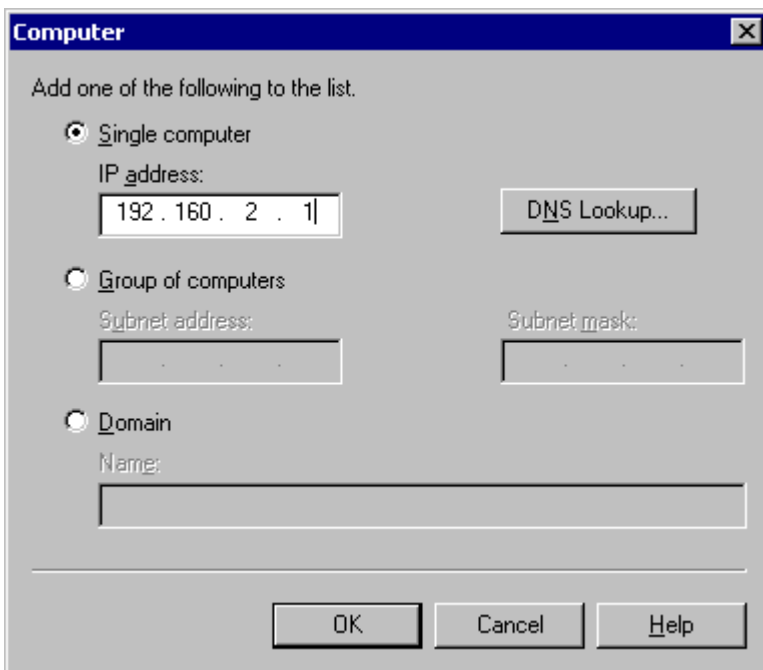 Computer
Add one of the following to the list.
Single computer
IP address:
192 . 160 . 2 . 1
DNS Lookup...
Group of computers
Subnet address:
Subnet mask:
. . .
. . .
Domain
Name:
OK
Cancel
Help